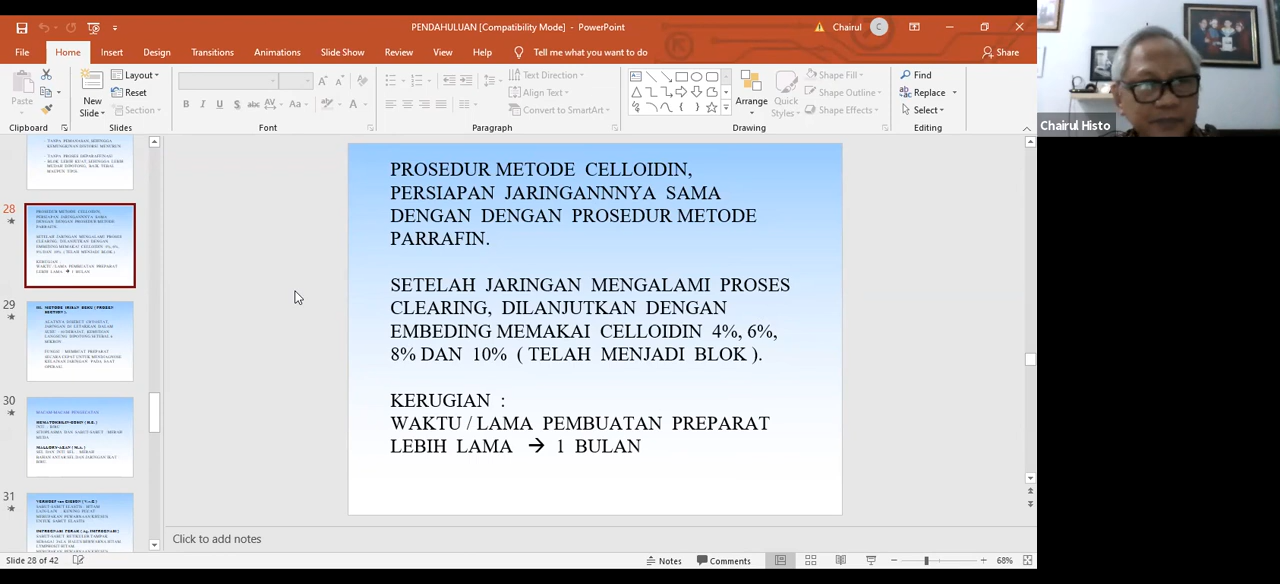 PENDAHULUAN [Compatibility Mode] - PowerPoint
Chairul
C
File Home Insert Design Transitions Animations Slide Show Review View Help Tell me what you want to do Share
Paste
New Slide
Layout
Reset
Section
B I U S abc AV Aa A
Text Direction
Align Text
Convert to SmartArt
Arrange
Quick Styles
Shape Fill
Shape Outline
Shape Effects
Find
Replace
Select
Clipboard Slides Font Paragraph Drawing Editing
Chairul Histo
28
29
30
31
PROSEDUR METODE CELLOIDIN,
PERSIAPAN JARINGANNNYA SAMA
DENGAN DENGAN PROSEDUR METODE
PARRAFIN.
SETELAH JARINGAN MENGALAMI PROSES
CLEARING, DILANJUTKAN DENGAN
EMBEDING MEMAKAI CELLOIDIN 4%, 6%,
8% DAN 10% ( TELAH MENJADI BLOK ).
KERUGIAN :
WAKTU / LAMA PEMBUATAN PREPARAT
LEBIH LAMA → 1 BULAN
Click to add notes
Slide 28 of 42
Notes
Comments
68%